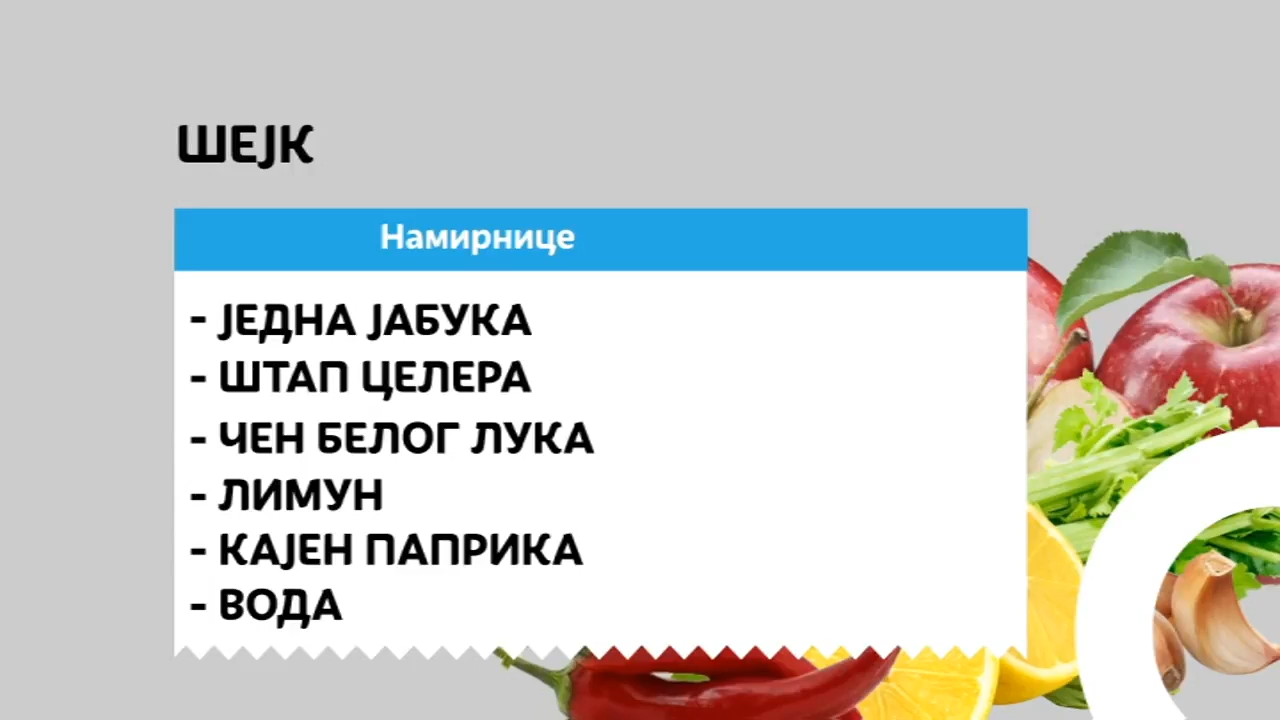 ШЕЈК
Намирнице
- ЈЕДНА ЈАБУКА
- ШТАП ЦЕЛЕРА
- ЧЕН БЕЛОГ ЛУКА
- ЛИМУН
- КАЈЕН ПАПРИКА
- ВОДА